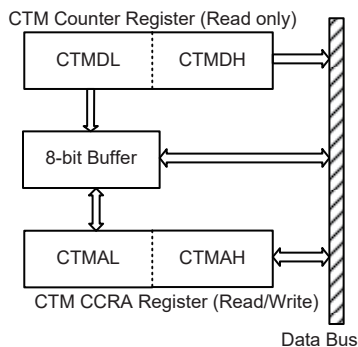 CTM Counter Register (Read only)
CTMDL
CTMDH
8-bit Buffer
CTMAL
CTMAH
CTM CCRA Register (Read/Write)
Data Bus